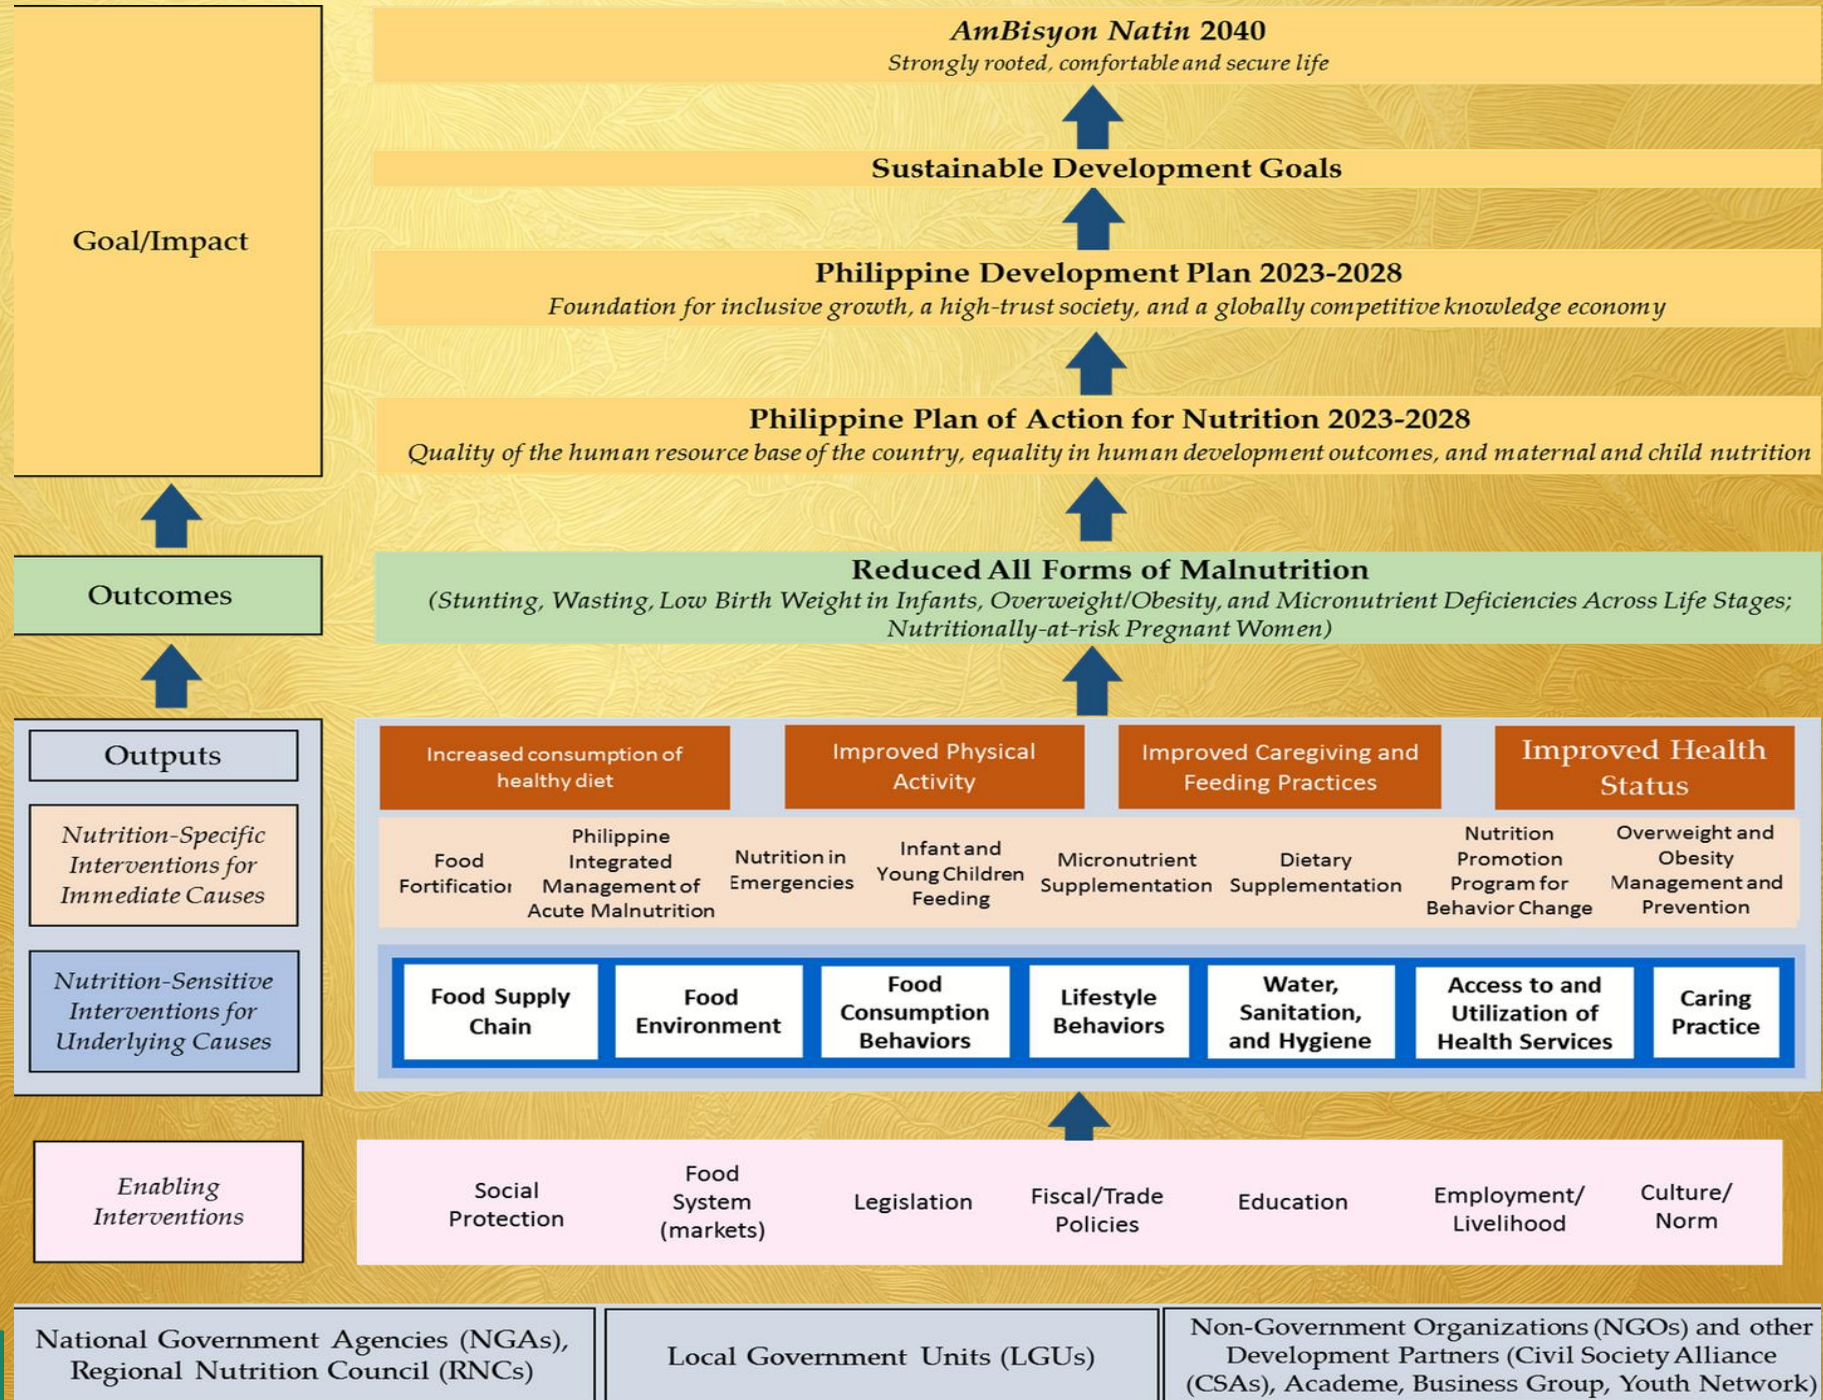 Goal/Impact
AmBisyon Natin 2040
Strongly rooted, comfortable and secure life
Sustainable Development Goals
Philippine Development Plan 2023-2028
Foundation for inclusive growth, a high-trust society, and a globally competitive knowledge economy
Philippine Plan of Action for Nutrition 2023-2028
Quality of the human resource base of the country, equality in human development outcomes, and maternal and child nutrition
Outcomes
Reduced All Forms of Malnutrition
(Stunting, Wasting, Low Birth Weight in Infants, Overweight/Obesity, and Micronutrient Deficiencies Across Life Stages;
Nutritionally-at-risk Pregnant Women)
Outputs
Increased consumption of
healthy diet
Improved Physical
Activity
Improved Caregiving and
Feeding Practices
Improved Health
Status
Nutrition-Specific
Interventions for
Immediate Causes
Food
Fortification
Philippine
Integrated
Management of
Acute Malnutrition
Nutrition in
Emergencies
Infant and
Young Children
Feeding
Micronutrient
Supplementation
Dietary
Supplementation
Nutrition
Promotion
Program for
Behavior Change
Overweight and
Obesity
Management and
Prevention
Nutrition-Sensitive
Interventions for
Underlying Causes
Food Supply
Chain
Food
Environment
Food
Consumption
Behaviors
Lifestyle
Behaviors
Water,
Sanitation,
and Hygiene
Access to and
Utilization of
Health Services
Caring
Practice
Enabling
Interventions
Social
Protection
Food
System
(markets)
Legislation
Fiscal/Trade
Policies
Education
Employment/
Livelihood
Culture/
Norm
National Government Agencies (NGAs),
Regional Nutrition Council (RNCs)
Local Government Units (LGUs)
Non-Government Organizations (NGOs) and other
Development Partners (Civil Society Alliance
(CSAs), Academe, Business Group, Youth Network)